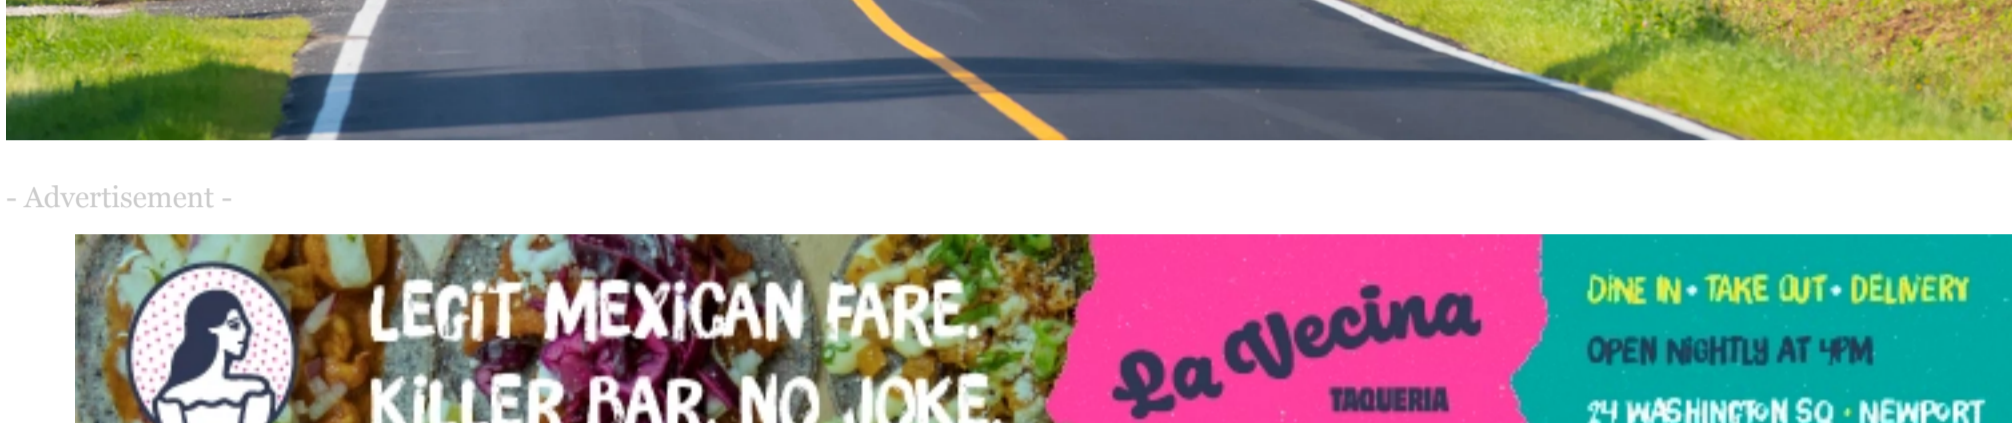 - Advertisement -
LEGiT MEXiCAN FARE.
KiLLER BAR. NO JOKE.
La Vecina
TAQUERIA
DINE IN • TAKE OUT • DELIVERY
OPEN NIGHTLY AT 4PM
24 WASHINGTON SQ • NEWPORT